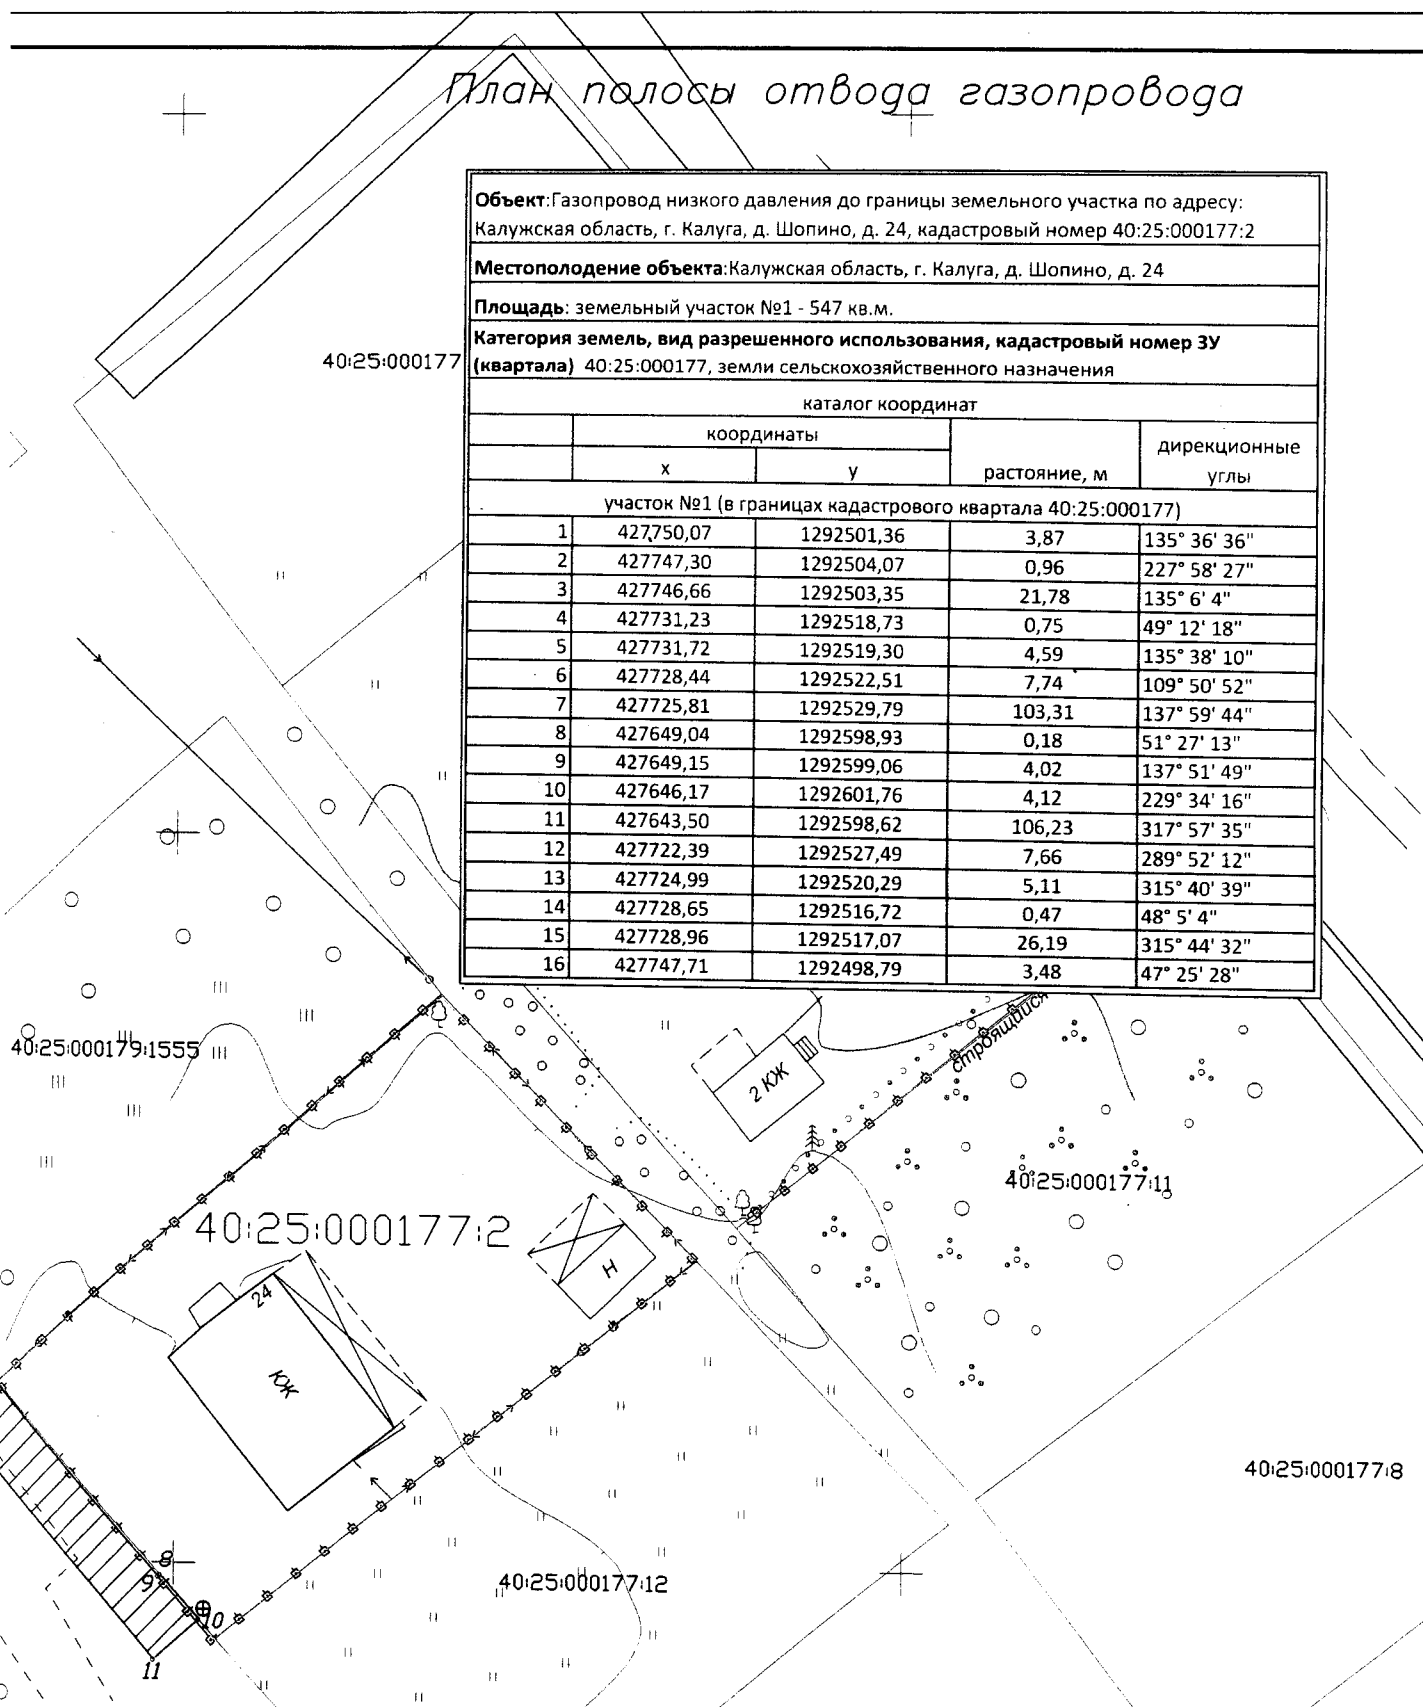 План полосы отвода газопровода
Объект:Газопровод низкого давления до границы земельного участка по адресу:
Калужская область, г. Калуга, д. Шопино, д. 24, кадастровый номер 40:25:000177:2
Местополодение объекта:Калужская область, г. Калуга, д. Шопино, д. 24
Площадь: земельный участок №1 - 547 кв.м.
Категория земель, вид разрешенного использования, кадастровый номер ЗУ
(квартала) 40:25:000177, земли сельскохозяйственного назначения
каталог координат
координаты
дирекционные
x y растояние, м углы
участок №1 (в границах кадастрового квартала 40:25:000177)
1 427750,07 1292501,36 3,87 135° 36' 36"
2 427747,30 1292504,07 0,96 227° 58' 27"
3 427746,66 1292503,35 21,78 135° 6' 4"
4 427731,23 1292518,73 0,75 49° 12' 18"
5 427731,72 1292519,30 4,59 135° 38' 10"
6 427728,44 1292522,51 7,74 109° 50' 52"
7 427725,81 1292529,79 103,31 137° 59' 44"
8 427649,04 1292598,93 0,18 51° 27' 13"
9 427649,15 1292599,06 4,02 137° 51' 49"
10 427646,17 1292601,76 4,12 229° 34' 16"
11 427643,50 1292598,62 106,23 317° 57' 35"
12 427722,39 1292527,49 7,66 289° 52' 12"
13 427724,99 1292520,29 5,11 315° 40' 39"
14 427728,65 1292516,72 0,47 48° 5' 4"
15 427728,96 1292517,07 26,19 315° 44' 32"
16 427747,71 1292498,79 3,48 47° 25' 28"
40:25:000177
строящийся
40:25:000179:1555
2 КЖ
40:25:000177:11
40:25:000177:2
Н
24
КЖ
40:25:000177:8
8
9
40:25:000177:12
10
11